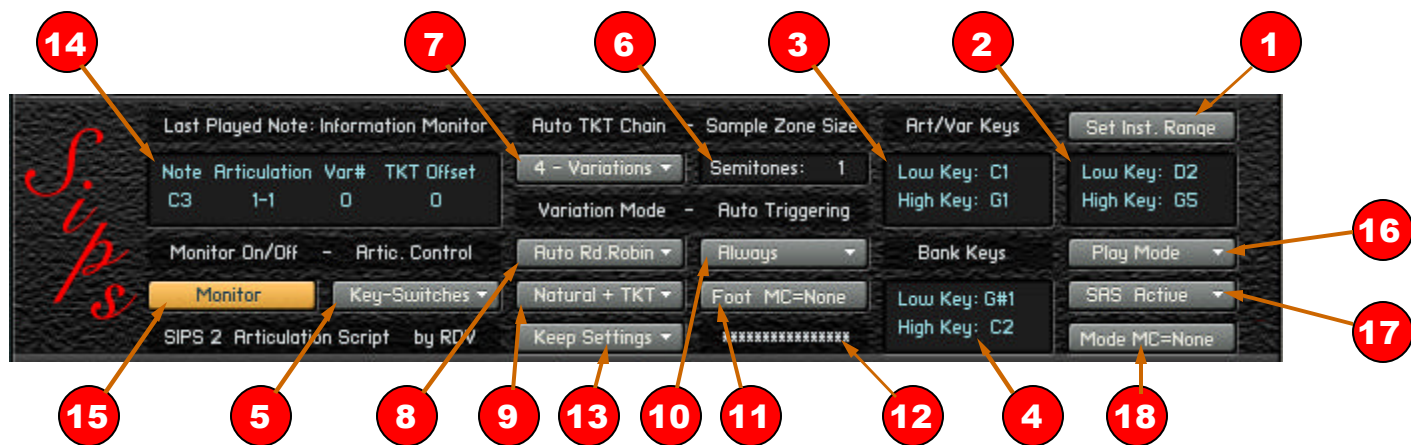 14 7 6 3 2 1
Sips
Last Played Note: Information Monitor
Note Articulation Var# TKT Offset
C3 1-1 0 0
Monitor On/Off - Artic. Control
Monitor Key-Switches
SIPS 2 Articulation Script by RDV
Auto TKT Chain - Sample Zone Size
4 - Variations Semitones: 1
Variation Mode - Auto Triggering
Auto Rd.Robin Always
Natural + TKT Foot MC=None
Keep Settings ***************
Art/Var Keys
Low Key: C1
High Key: G1
Bank Keys
Low Key: G#1
High Key: C2
Set Inst. Range
Low Key: D2
High Key: G5
Play Mode
SAS Active
Mode MC=None
16
17
15 5 8 9 13 10 11 12 4 18